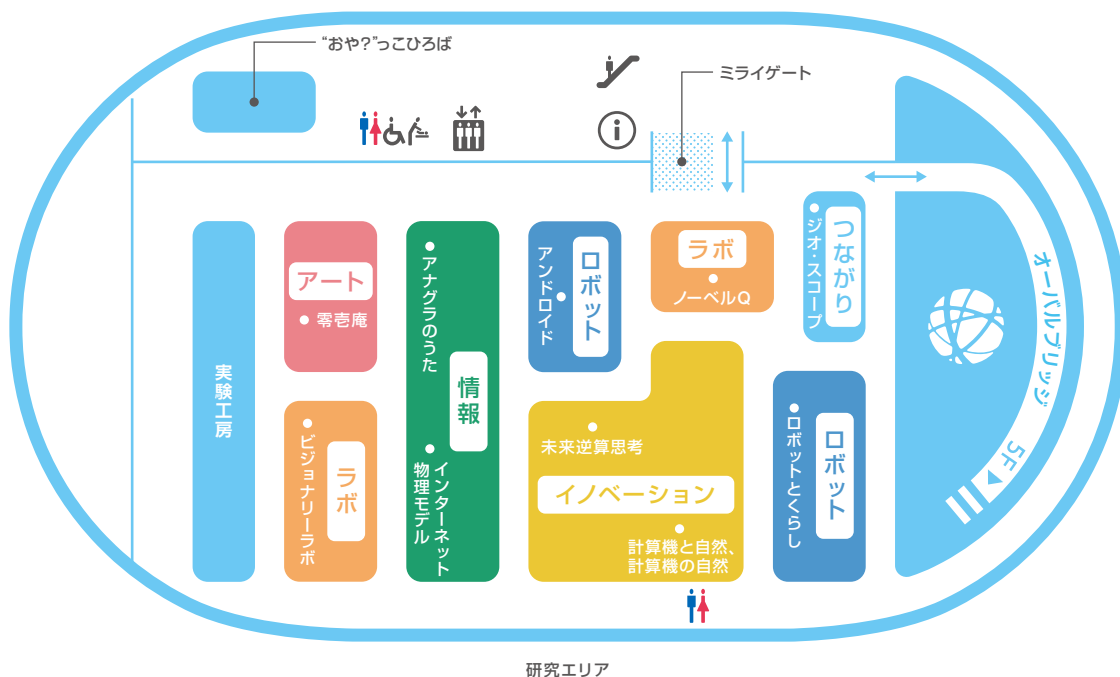 “おや?”っこひろば
ミライゲート
アート
零壱庵
アナグラのうた
情報
インターネット
物理モデル
アンドロイド
ロボット
ラボ
ノーベルQ
つながり
ジオ・スコープ
オーバルブリッジ
5F
実験工房
ビジョナリーラボ
ラボ
未来逆算思考
イノベーション
計算機と自然、
計算機の自然
ロボットとくらし
ロボット
研究エリア